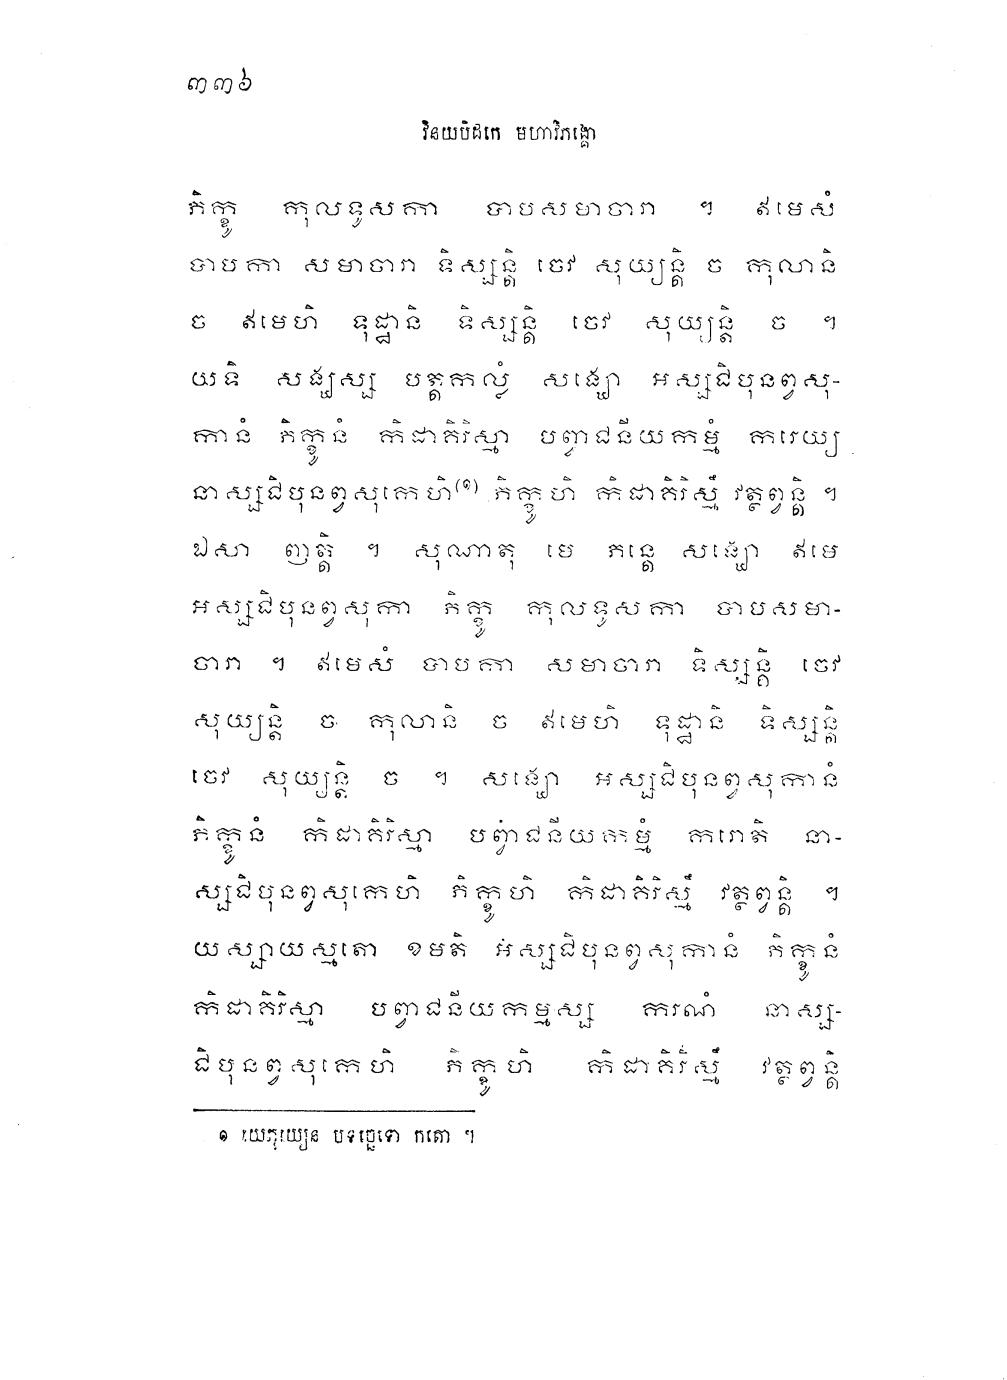 ៣៣៦
វិនយបិដកេ មហាវិភង្គោ
ភិក្ខូ កុលទូសកា បាបសមាចារា ។ ឥមេសំ
បាបកា សមាចារា ទិស្សន្តិ ចេវ សុយ្យន្តិ ច កុលានិ
ច ឥមេហិ ទុដ្ឋានិ ទិស្សន្តិ ចេវ សុយ្យន្តិ ច ។
យទិ សង្ឃស្ស បត្តកល្លំ សង្ឃោ អស្សជិបុនព្វសុ-
កានំ ភិក្ខូនំ កិដាគិរិស្មា បញ្វាជនីយកម្មំ ករេយ្យ
នាស្សជិបុនព្វសុកេហិ(១) ភិក្ខូហិ កិដាគិរិស្មឹ វត្ថព្វន្តិ ។
ឯសា ញត្តិ ។ សុណាតុ មេ ភន្តេ សង្ឃោ ឥមេ
អស្សជិបុនព្វសុកា ភិក្ខូ កុលទូសកា បាបសមា-
ចារា ។ ឥមេសំ បាបកា សមាចារា ទិស្សន្តិ ចេវ
សុយ្យន្តិ ច កុលានិ ច ឥមេហិ ទុដ្ឋានិ ទិស្សន្តិ
ចេវ សុយ្យន្តិ ច ។ សង្ឃោ អស្សជិបុនព្វសុកានំ
ភិក្ខូនំ កិដាគិរិស្មា បព្វាជនីយកម្មំ ករោតិ នា-
ស្សជិបុនព្វសុកេហិ ភិក្ខូហិ កិដាគិរិស្មឹ វត្ថព្វន្តិ ។
យស្សាយស្មតោ ខមតិ អស្សជិបុនព្វសុកានំ ភិក្ខូនំ
កិដាគិរិស្មា បព្វាជនីយកម្មស្ស ករណំ នាស្ស-
ជិបុនព្វសុកេហិ ភិក្ខូហិ កិដាគិរិស្មឹ វត្ថព្វន្តិ
១ យេភុយ្យេន បទច្ឆេទោ កតោ ។